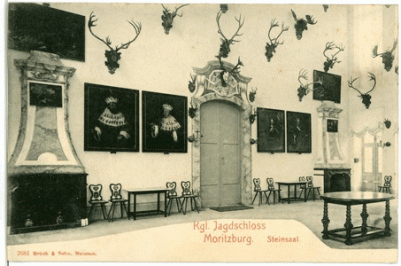 Kgl. Jagdschloss
Moritzburg. Steinsaal.
Brück & Sohn, Meissen.